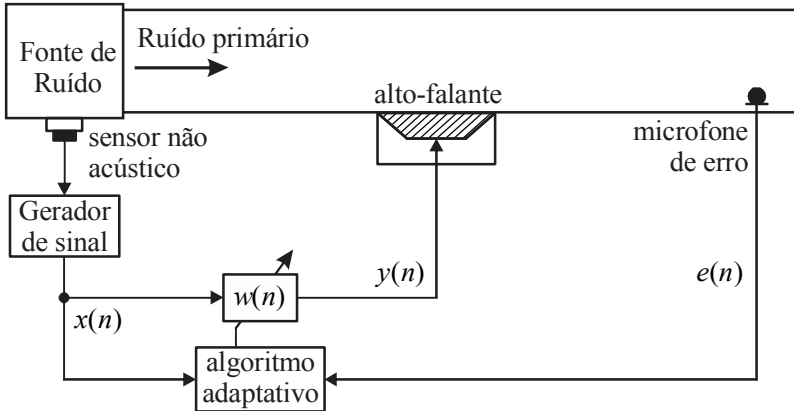 Fonte de
Ruído
Ruído primário
alto-falante
sensor não
acústico
microfone
de erro
Gerador
de sinal
x(n)
w(n)
y(n)
e(n)
algoritmo
adaptativo